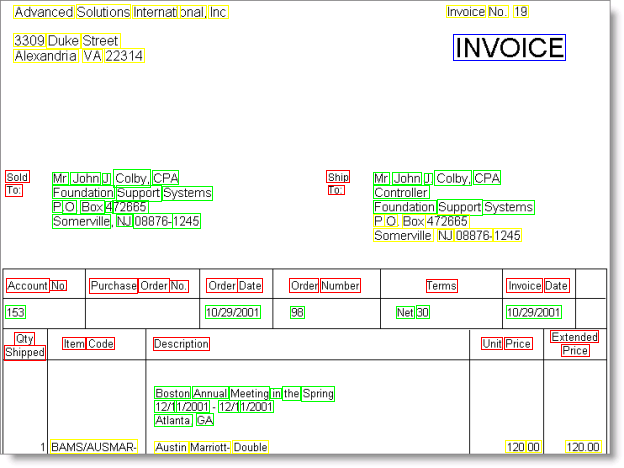 Advanced Solutions International, Inc
Invoice No. 19
3309 Duke Street
Alexandria VA 22314
INVOICE
Sold To:
Mr. John J. Colby, CPA
Foundation Support Systems
P.O. Box 472665
Somerville, NJ 08876-1245
Ship To:
Mr. John J. Colby, CPA
Controller
Foundation Support Systems
P.O. Box 472665
Somerville NJ 08876-1245
Account No Purchase Order No. Order Date Order Number Terms Invoice Date
153 10/29/2001 98 Net 30 10/29/2001
Qty Shipped Item Code Description Unit Price Extended Price
Boston Annual Meeting in the Spring
12/11/2001 - 12/11/2001
Atlanta, GA
1 BAMS/AUSMAR- Austin Marriott- Double 120.00 120.00